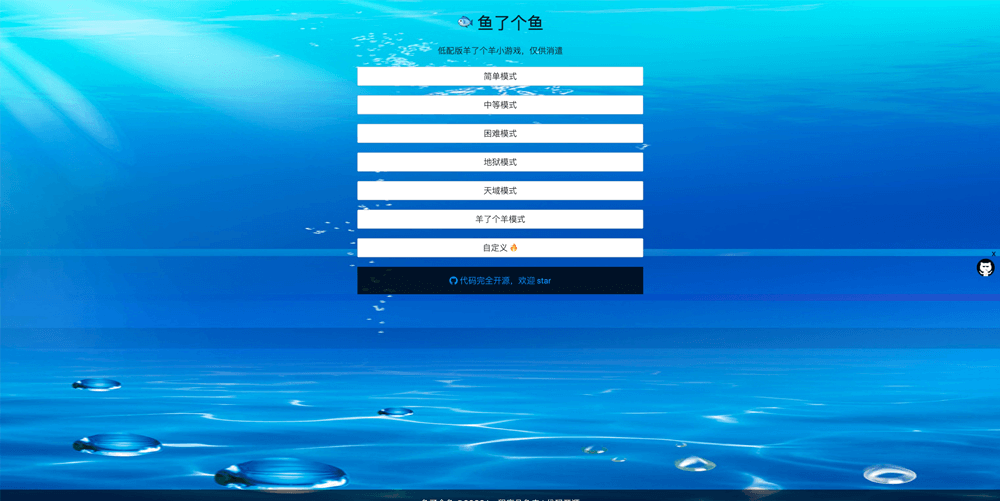 🐟 鱼了个鱼
低配版羊了个羊小游戏，仅供消遣
简单模式
中等模式
困难模式
地狱模式
天域模式
羊了个羊模式
自定义 🔥
代码完全开源，欢迎 star
X